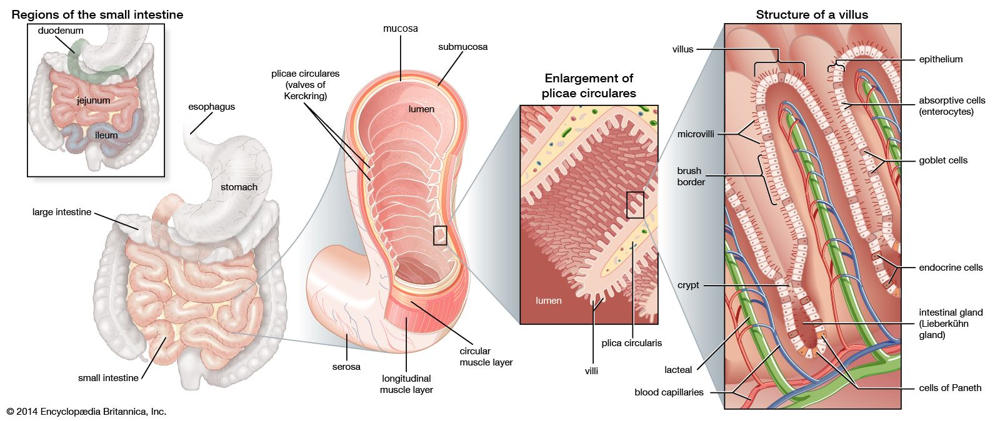 Regions of the small intestine
duodenum
jejunum
ileum
esophagus
stomach
large intestine
small intestine
mucosa
submucosa
plicae circulares
(valves of
Kerckring)
lumen
serosa
longitudinal
muscle layer
circular
muscle layer
Enlargement of
plicae circulares
lumen
villi
plica circularis
Structure of a villus
villus
microvilli
brush
border
crypt
lacteal
blood capillaries
epithelium
absorptive cells
(enterocytes)
goblet cells
endocrine cells
intestinal gland
(Lieberkühn
gland)
cells of Paneth
© 2014 Encyclopædia Britannica, Inc.